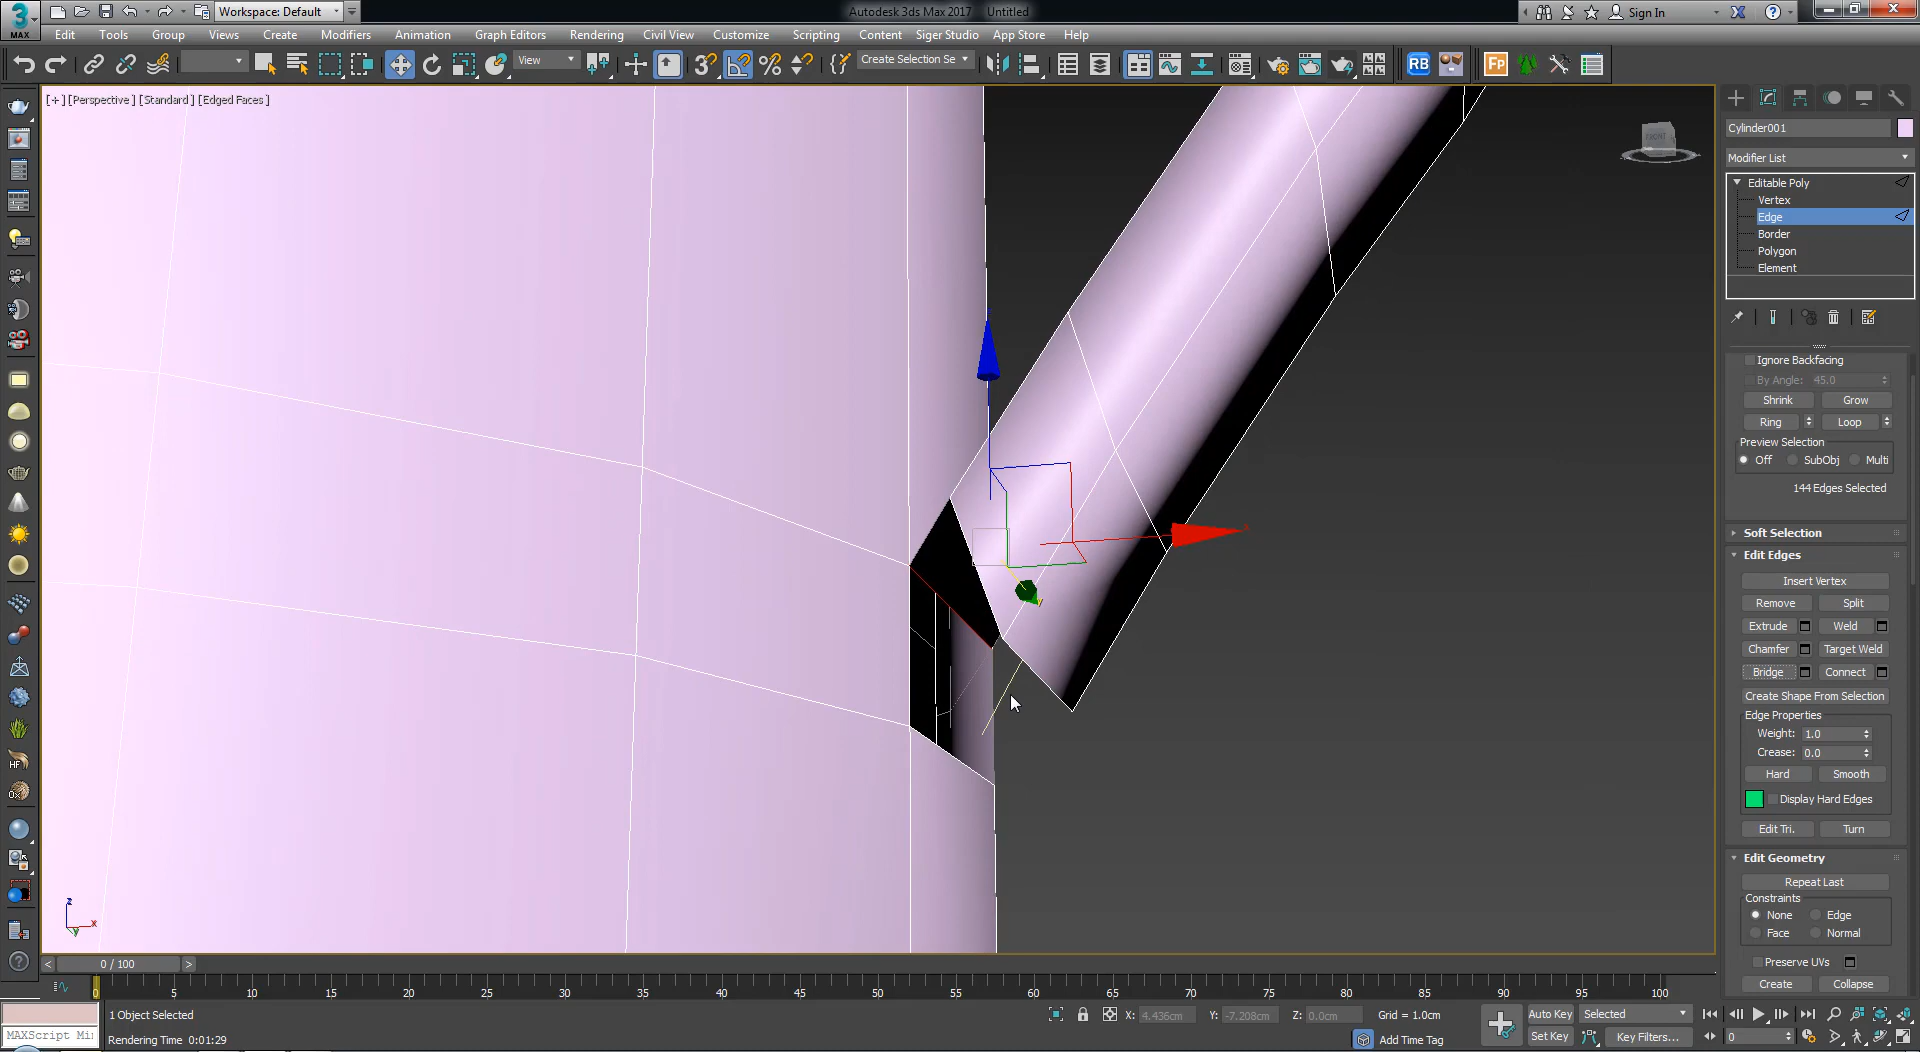 Workspace: Default
Autodesk 3ds Max 2017 Untitled
Sign In
MAX
Edit Tools Group Views Create Modifiers Animation Graph Editors Rendering Civil View Customize Scripting Content Siger Studio App Store Help
View
3
Create Selection Se
RB
FP
[+] [Perspective] [Standard] [Edged Faces]
Cylinder001
Modifier List
Editable Poly
Vertex
Edge
Border
Polygon
Element
Ignore Backfacing
By Angle: 45.0
Shrink Grow
Ring Loop
Preview Selection
Off SubObj Multi
144 Edges Selected
Soft Selection
Edit Edges
Insert Vertex
Remove Split
Extrude Weld
Chamfer Target Weld
Bridge Connect
Create Shape From Selection
Edge Properties
Weight: 1.0
Crease: 0.0
Hard Smooth
Display Hard Edges
Edit Tri. Turn
Edit Geometry
Repeat Last
Constraints
None Edge
Face Normal
Preserve UVs
Create Collapse
HF
z
x
y
< 0 / 100 >
0 5 10 15 20 25 30 35 40 45 50 55 60 65 70 75 80 85 90 95 100
1 Object Selected
X: 4.436cm Y: -7.208cm Z: 0.0cm Grid = 1.0cm
Auto Key Selected
MAXScript Mi
Rendering Time 0:01:29
Add Time Tag
Set Key Key Filters...
0